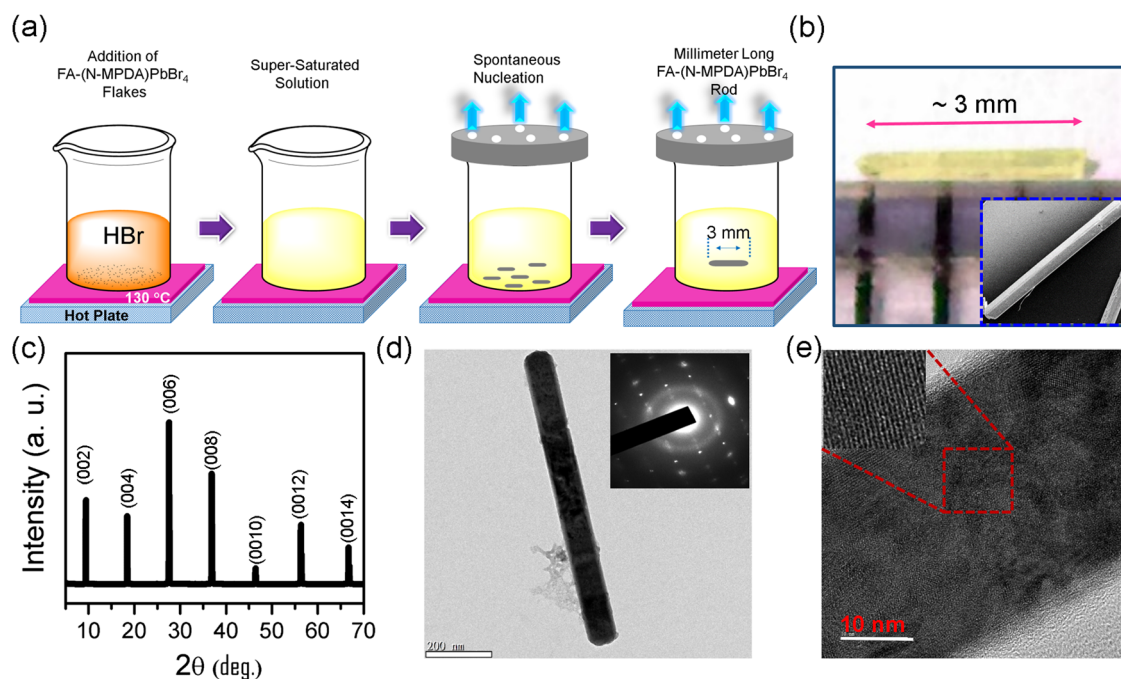 (a)
Addition of
FA-(N-MPDA)PbBr₄
Flakes
Super-Saturated
Solution
Spontaneous
Nucleation
Millimeter Long
FA-(N-MPDA)PbBr₄
Rod
HBr
3 mm
130 °C
Hot Plate
(b)
~ 3 mm
(c)
Intensity (a. u.)
(002)
(004)
(006)
(008)
(0010)
(0012)
(0014)
10 20 30 40 50 60 70
2θ (deg.)
(d)
200 nm
(e)
10 nm